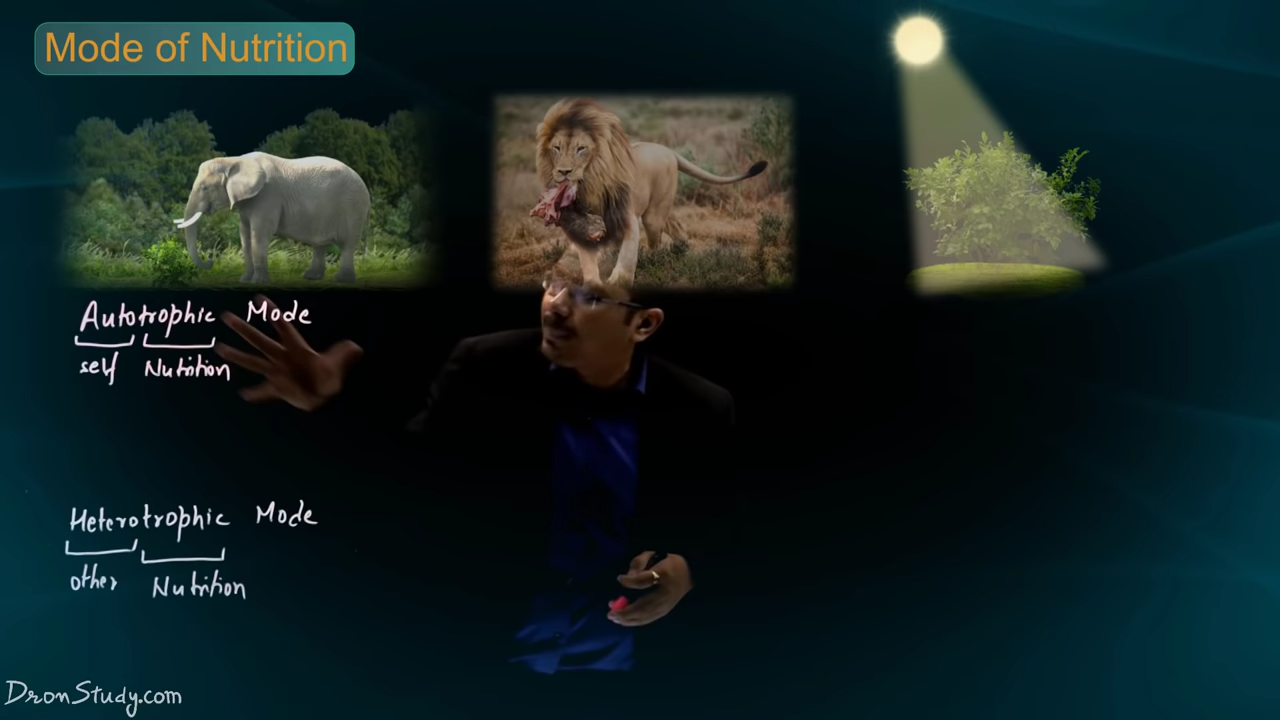 Mode of Nutrition
Autotrophic Mode
self Nutrition
Heterotrophic Mode
other Nutrition
DronStudy.com